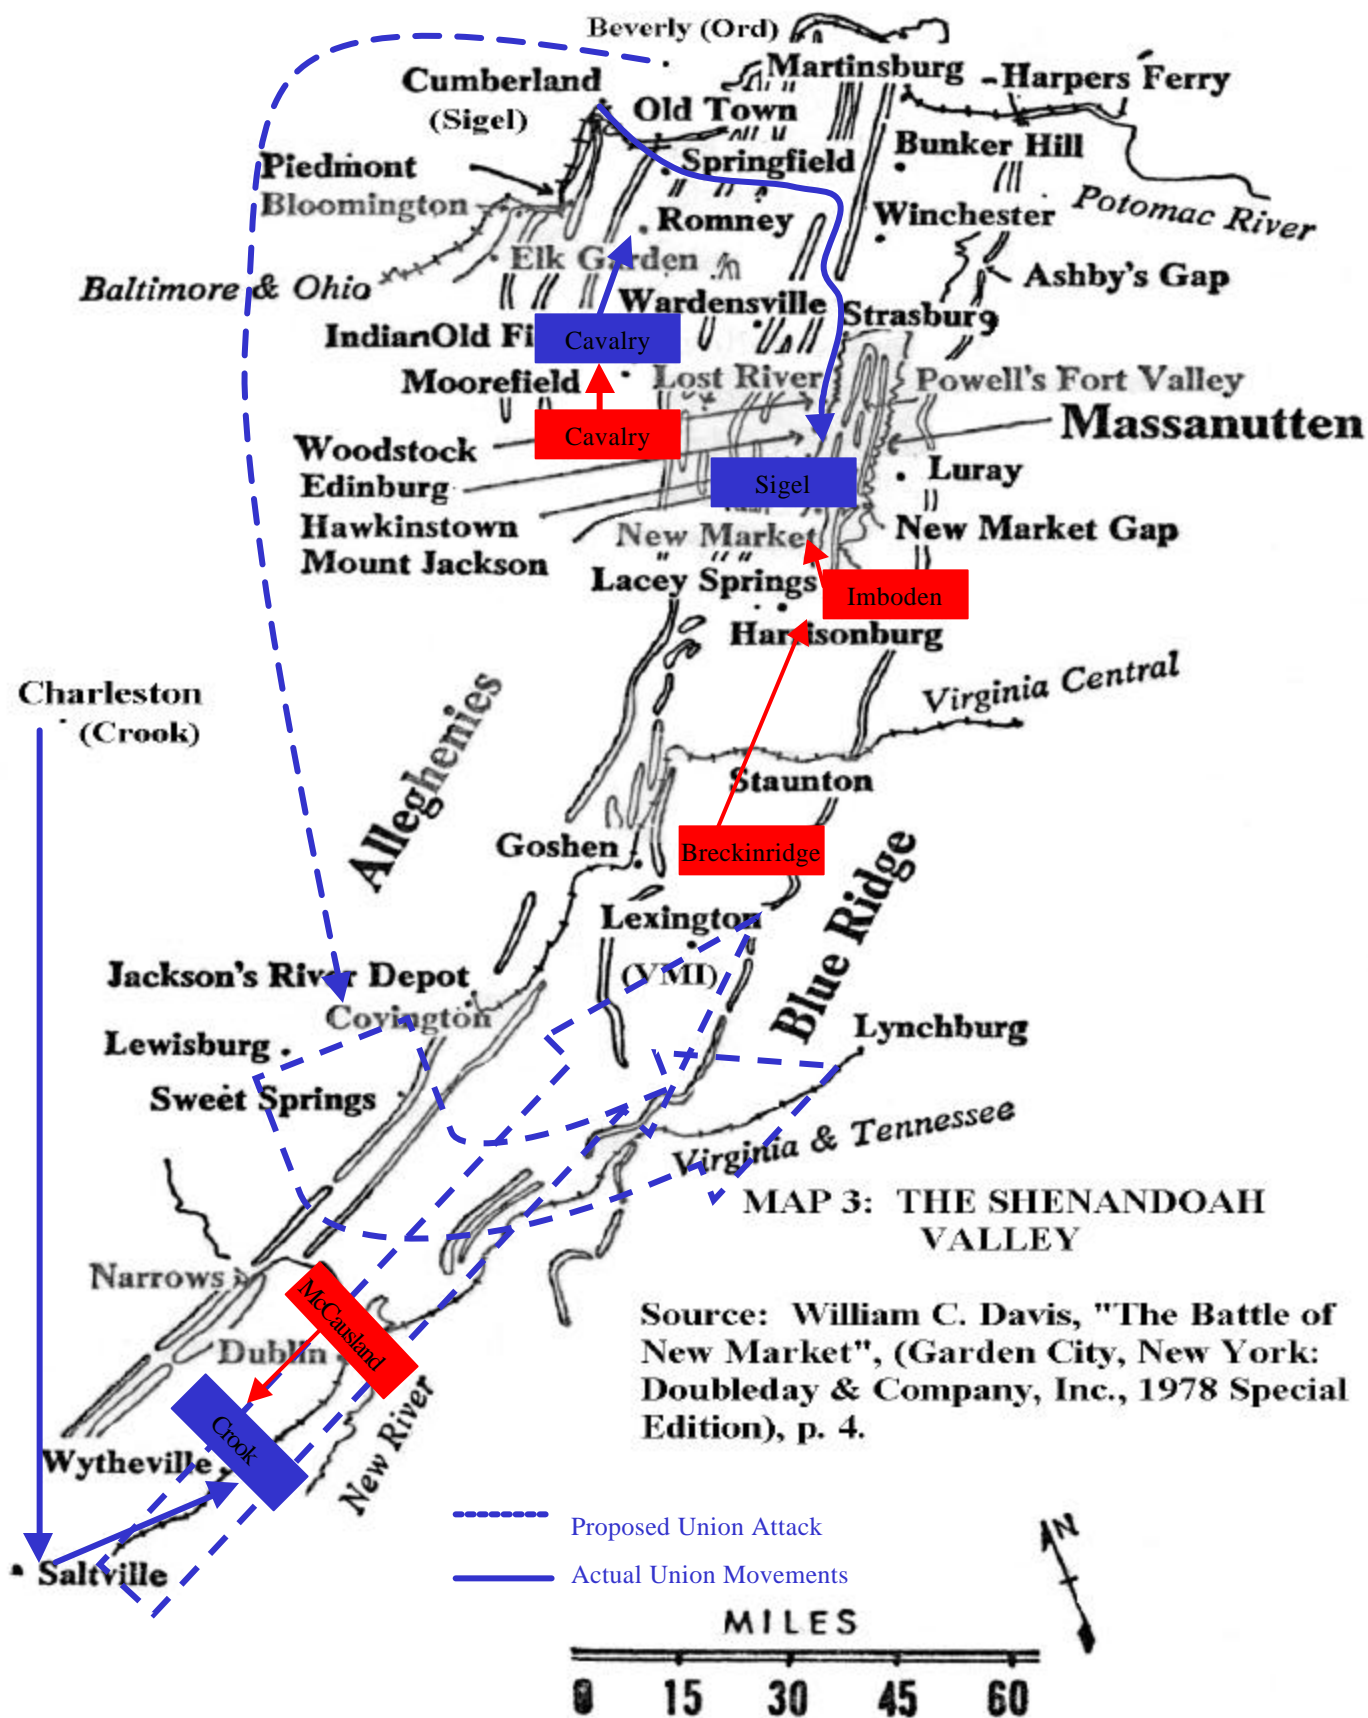 Beverly (Ord)
Martinsburg
Harpers Ferry
Cumberland
(Sigel)
Old Town
Bunker Hill
Springfield
Piedmont
Bloomington
Potomac River
Romney
Winchester
Elk Garden
Ashby's Gap
Baltimore & Ohio
Wardensville
Strasburg
Indian Old Fi
Cavalry
Moorefield
Lost River
Powell's Fort Valley
Cavalry
Massanutten
Woodstock
Edinburg
Sigel
Luray
Hawkinstown
New Market
New Market Gap
Mount Jackson
Lacey Springs
Imboden
Harrisonburg
Virginia Central
Charleston
(Crook)
Alleghenies
Staunton
Goshen
Breckinridge
Blue Ridge
Lexington
(VMI)
Jackson's River Depot
Covington
Lynchburg
Lewisburg
Sweet Springs
Virginia & Tennessee
MAP 3: THE SHENANDOAH
VALLEY
Narrows
McCausland
Dublin
Source: William C. Davis, "The Battle of
New Market", (Garden City, New York:
Doubleday & Company, Inc., 1978 Special
Edition), p. 4.
Crook
New River
Wytheville
Proposed Union Attack
Saltville
Actual Union Movements
N
MILES
0 15 30 45 60